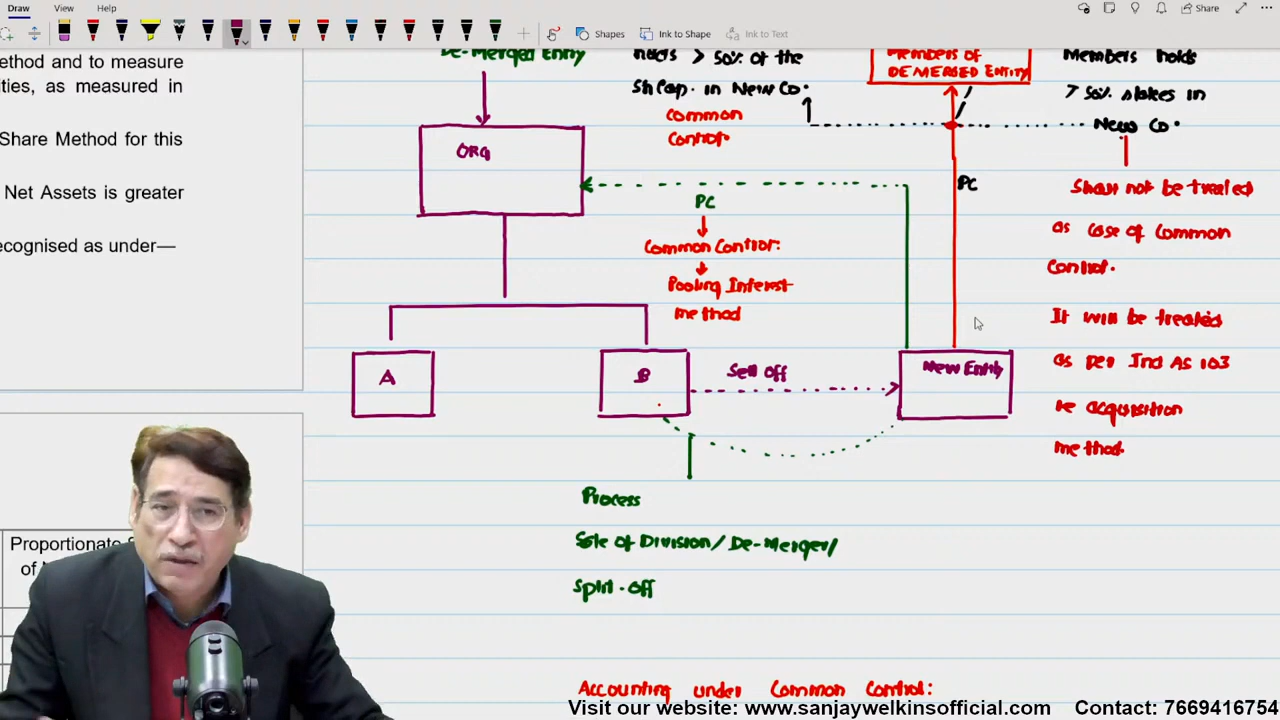 Draw View Help
Share
Shapes
Ink to Shape
Ink to Text
De-Merged Entity
holds > 50% of the
Share in New Co.
Common
Control
Members of
DEMERGED ENTITY
Members holds
> 50% stakes in
New Co.
ethod and to measure
ities, as measured in
Share Method for this
Net Assets is greater
ecognised as under—
ORG
PC
Common Control:
Pooling Interest
method
PC
Shall not be treated
as case of Common
Control.
It will be treated
as per Ind As 103
ie acquisition
method.
A
B
Sell off
New Entity
Process
Sale of Division/De-Merger/
Split-off
Proportionate S
of N
Accounting under Common Control:
Visit our website: www.sanjaywelkinsofficial.com Contact: 7669416754